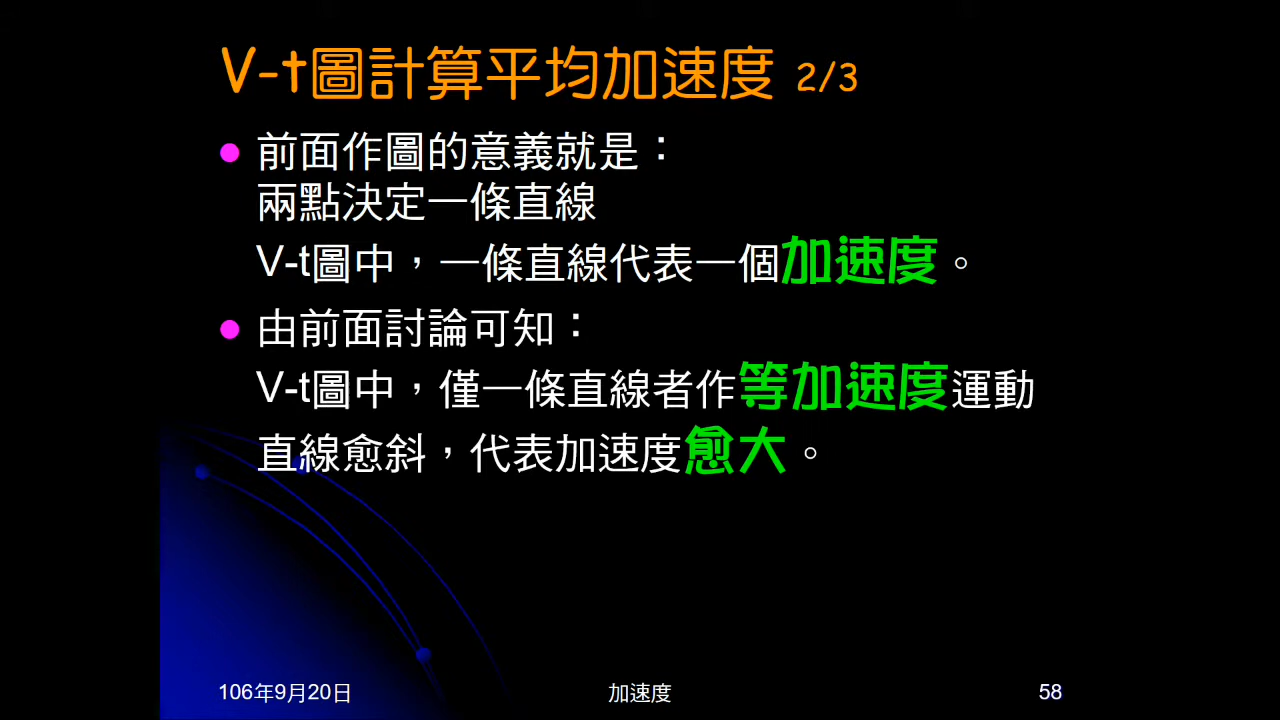 V-t圖計算平均加速度 2/3
前面作圖的意義就是：
兩點決定一條直線
V-t圖中，一條直線代表一個加速度。
由前面討論可知：
V-t圖中，僅一條直線者作等加速度運動
直線愈斜，代表加速度愈大。
106年9月20日
加速度
58